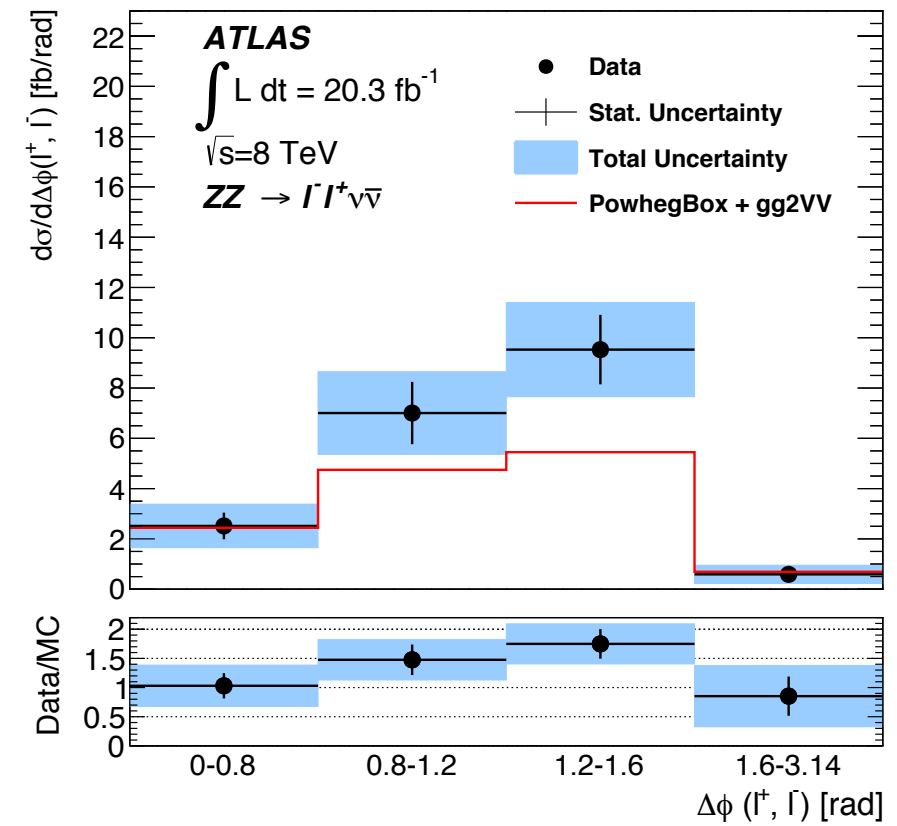 dσ/dΔϕ(l⁺, l⁻) [fb/rad]
22
20
18
16
14
12
10
8
6
4
2
0
ATLAS
∫ L dt = 20.3 fb⁻¹
√s=8 TeV
ZZ → l⁻l⁺νν̅
Data
Stat. Uncertainty
Total Uncertainty
PowhegBox + gg2VV
Data/MC
2
1.5
1
0.5
0
0-0.8 0.8-1.2 1.2-1.6 1.6-3.14
Δϕ (l⁺, l⁻) [rad]